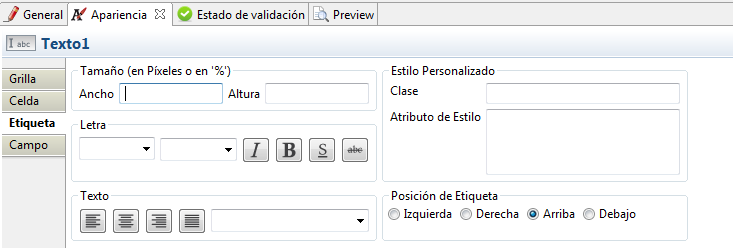 General Apariencia Estado de validación Preview
I abc Texto1
Grilla
Celda
Etiqueta
Campo
Tamaño (en Píxeles o en '%')
Ancho Altura
Letra
I B S abc
Texto
Estilo Personalizado
Clase
Atributo de Estilo
Posición de Etiqueta
Izquierda Derecha Arriba Debajo